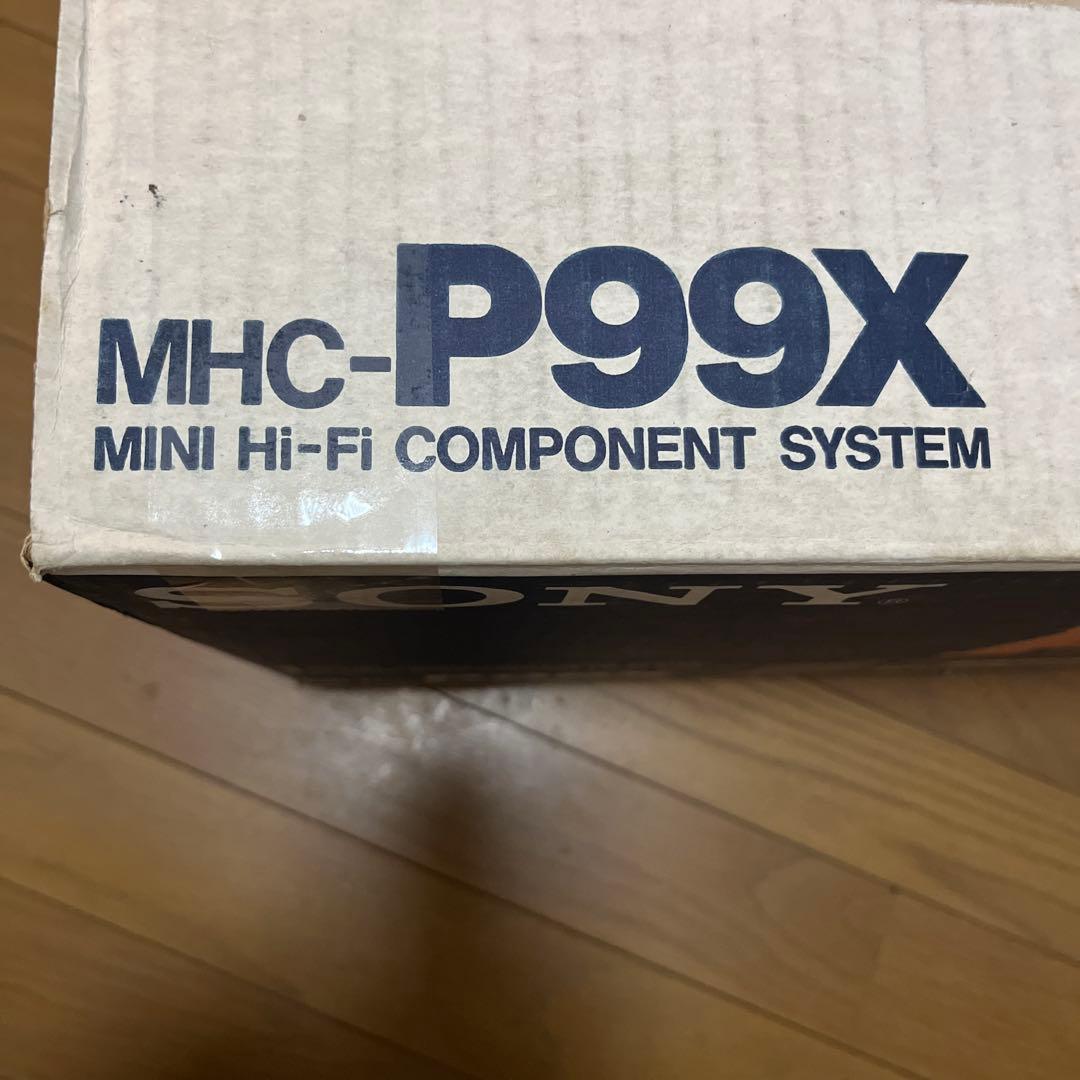 MHC-P99X
MINI Hi-Fi COMPONENT SYSTEM
SONY®